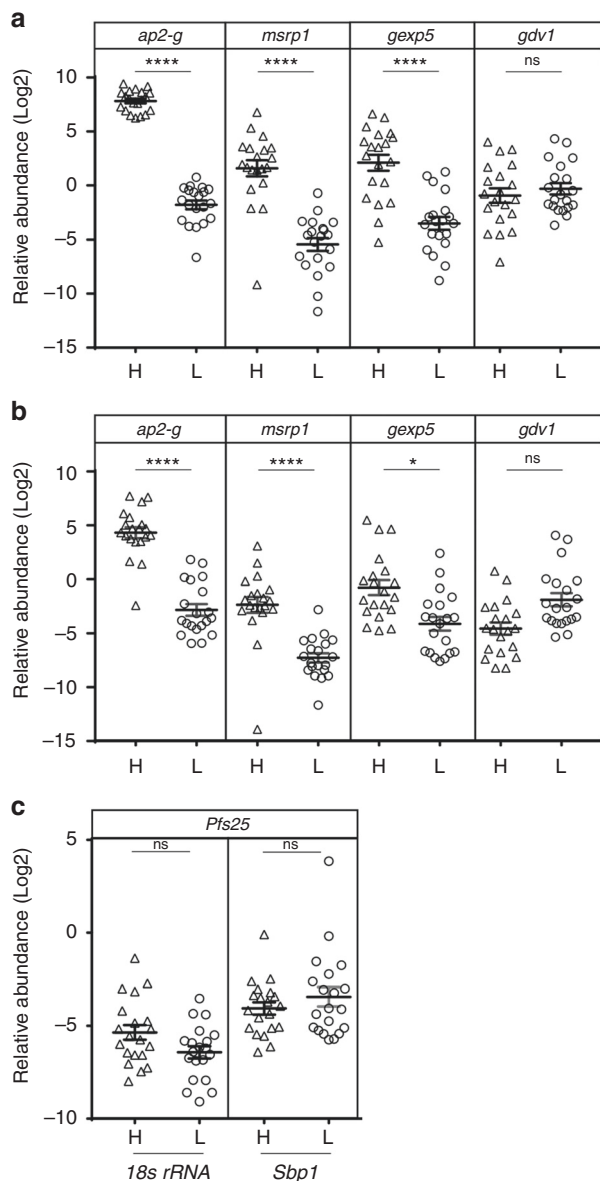 a
ap2-g msrp1 gexp5 gdv1
**** **** **** ns
Relative abundance (Log2)
10
5
0
−5
−10
−15
H L H L H L H L
b
ap2-g msrp1 gexp5 gdv1
**** **** * ns
Relative abundance (Log2)
10
5
0
−5
−10
−15
H L H L H L H L
c
Pfs25
ns ns
Relative abundance (Log2)
5
0
−5
−10
H L H L
18s rRNA Sbp1